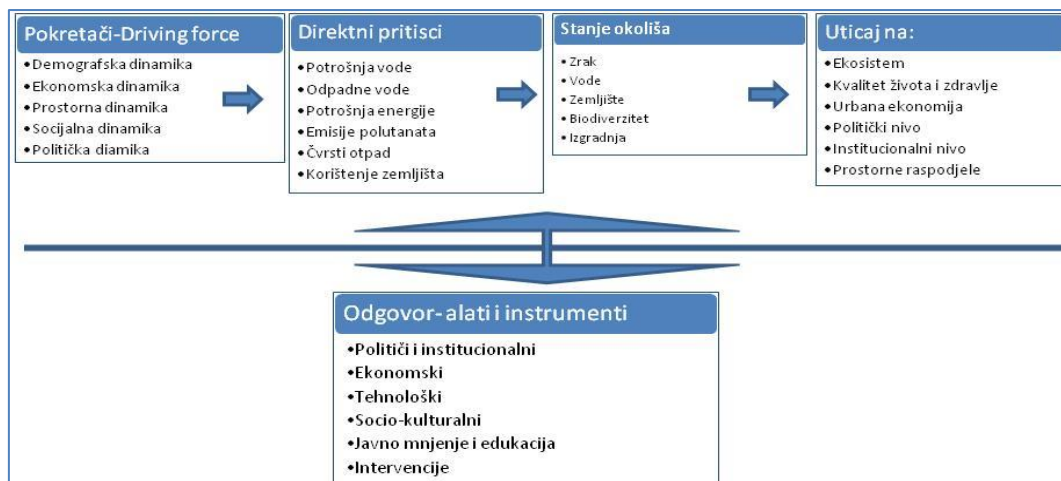 Pokretači-Driving force
•Demografska dinamika
•Ekonomska dinamika
•Prostorna dinamika
•Socijalna dinamika
•Politička diamika
Direktni pritisci
•Potrošnja vode
•Odpadne vode
•Potrošnja energije
•Emisije polutanata
•Čvrsti otpad
•Korištenje zemljišta
Stanje okoliša
•Zrak
•Vode
•Zemljište
•Biodiverzitet
•Izgradnja
Uticaj na:
•Ekosistem
•Kvalitet života i zdravlje
•Urbana ekonomija
•Politički nivo
•Institucionalni nivo
•Prostorne raspodjele
Odgovor-alati i instrumenti
•Političi i institucionalni
•Ekonomski
•Tehnološki
•Socio-kulturalni
•Javno mnjenje i edukacija
•Intervencije